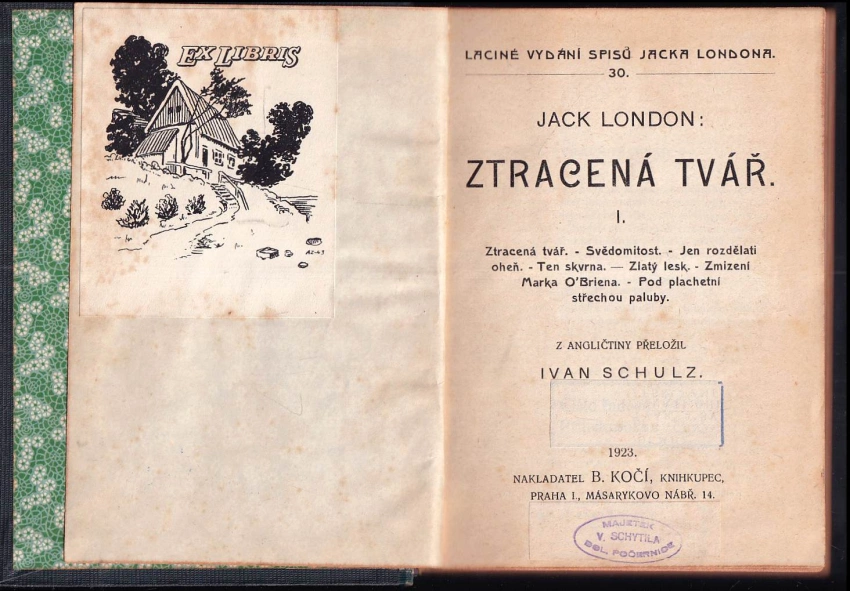 EX LIBRIS
LACINÉ VYDÁNÍ SPISŮ JACKA LONDONA.
30.
JACK LONDON:
ZTRACENÁ TVÁŘ.
I.
Ztracená tvář. - Svědomitost. - Jen rozdělati
oheň. - Ten skvrna. — Zlatý lesk. - Zmizení
Marka O'Briena. - Pod plachetní
střechou paluby.
Z ANGLIČTINY PŘELOŽIL
IVAN SCHULZ.
1923.
NAKLADATEL B. KOČÍ, KNIHKUPEC,
PRAHA I., MASARYKOVO NÁBŘ. 14.
MAJETEK
V. SCHYTILA
DOL. POČERNICE